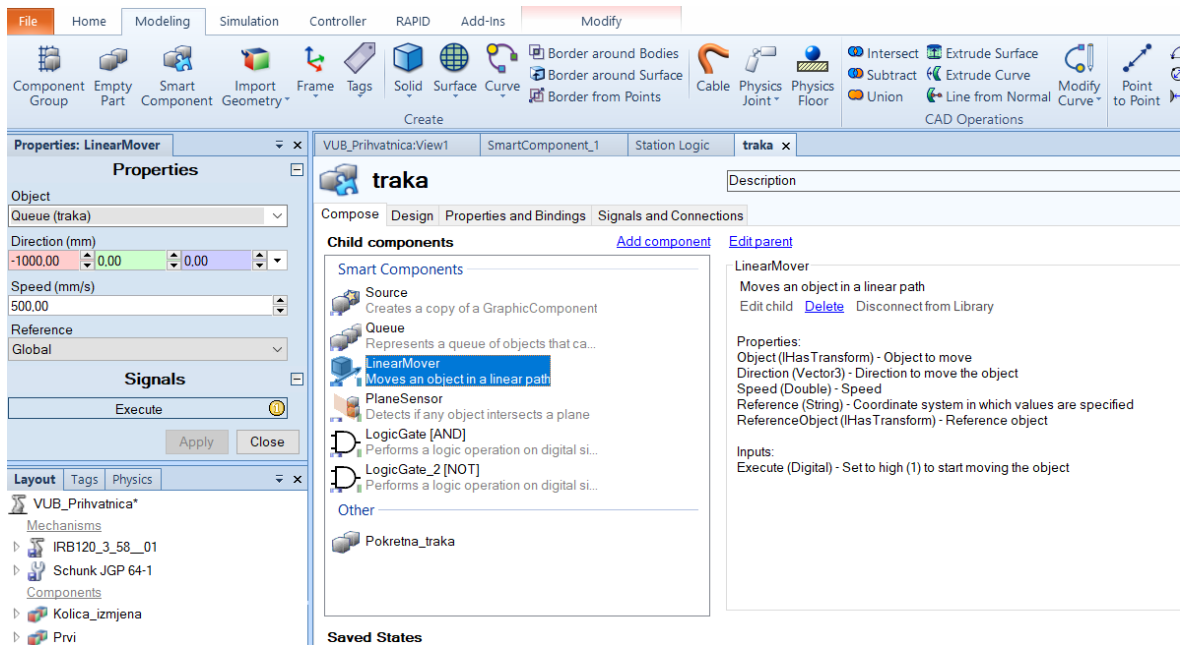 File Home Modeling Simulation Controller RAPID Add-Ins Modify
Component Group
Empty Part
Smart Component
Import Geometry
Frame
Tags
Solid
Surface
Curve
Border around Bodies
Border around Surface
Border from Points
Cable
Physics Joint
Physics Floor
Intersect
Subtract
Union
Extrude Surface
Extrude Curve
Line from Normal
Modify Curve
Point to Point
Create
CAD Operations
Properties: LinearMover
Properties
Object
Queue (traka)
Direction (mm)
-1000,00 0,00 0,00
Speed (mm/s)
500,00
Reference
Global
Signals
Execute
Apply Close
Layout Tags Physics
VUB_Prihvatnica*
Mechanisms
IRB120_3_58__01
Schunk JGP 64-1
Components
Kolica_izmjena
Prvi
VUB_Prihvatnica:View1 SmartComponent_1 Station Logic traka
traka
Description
Compose Design Properties and Bindings Signals and Connections
Child components Add component Edit parent
Smart Components
Source
Creates a copy of a GraphicComponent
Queue
Represents a queue of objects that ca...
LinearMover
Moves an object in a linear path
PlaneSensor
Detects if any object intersects a plane
LogicGate [AND]
Performs a logic operation on digital si...
LogicGate_2 [NOT]
Performs a logic operation on digital si...
Other
Pokretna_traka
Saved States
LinearMover
Moves an object in a linear path
Edit child Delete Disconnect from Library
Properties:
Object (IHasTransform) - Object to move
Direction (Vector3) - Direction to move the object
Speed (Double) - Speed
Reference (String) - Coordinate system in which values are specified
ReferenceObject (IHasTransform) - Reference object
Inputs:
Execute (Digital) - Set to high (1) to start moving the object